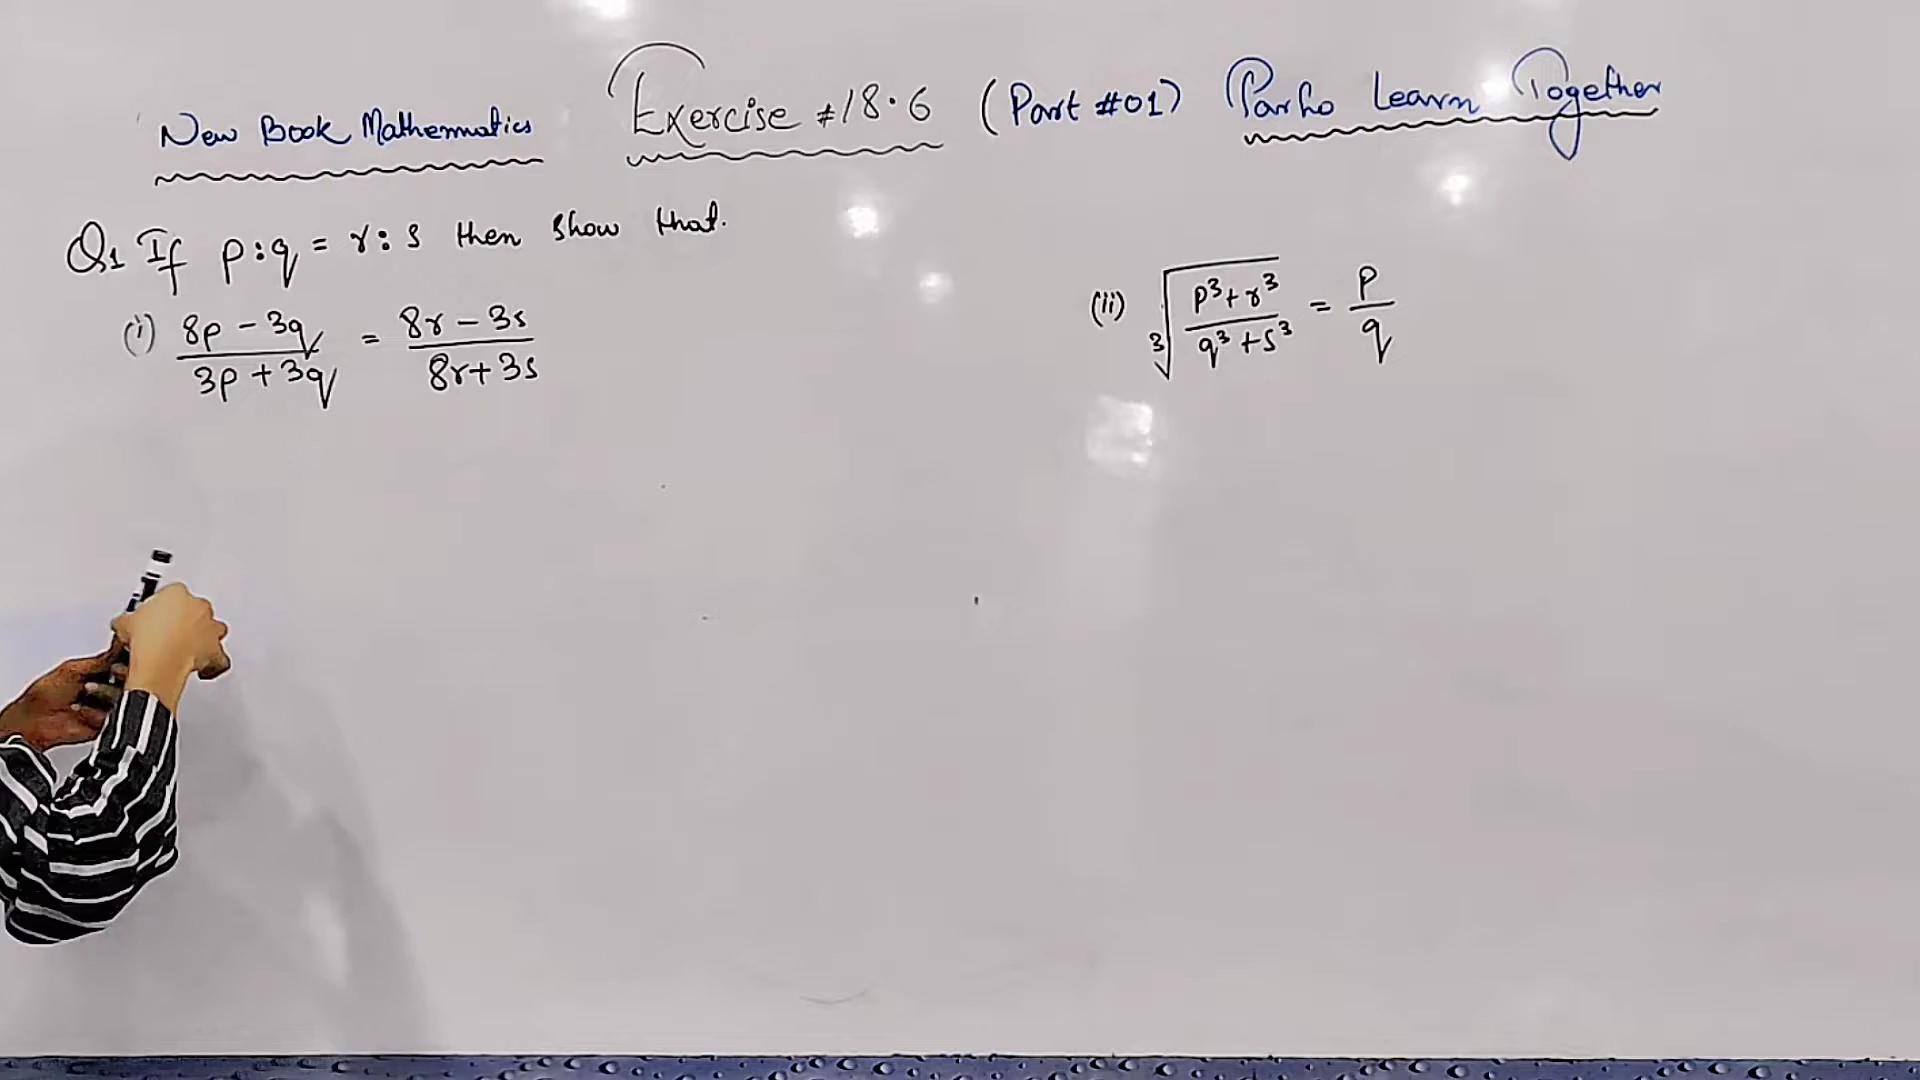 New Book Mathematics Exercise #18.6 (Part #01) Parho Learn Together
Q1 If p:q = r:s then show that.
(i) (8p - 3q)/(3p + 3q) = (8r - 3s)/(8r + 3s)
(ii) ∛((p³ + r³)/(q³ + s³)) = p/q